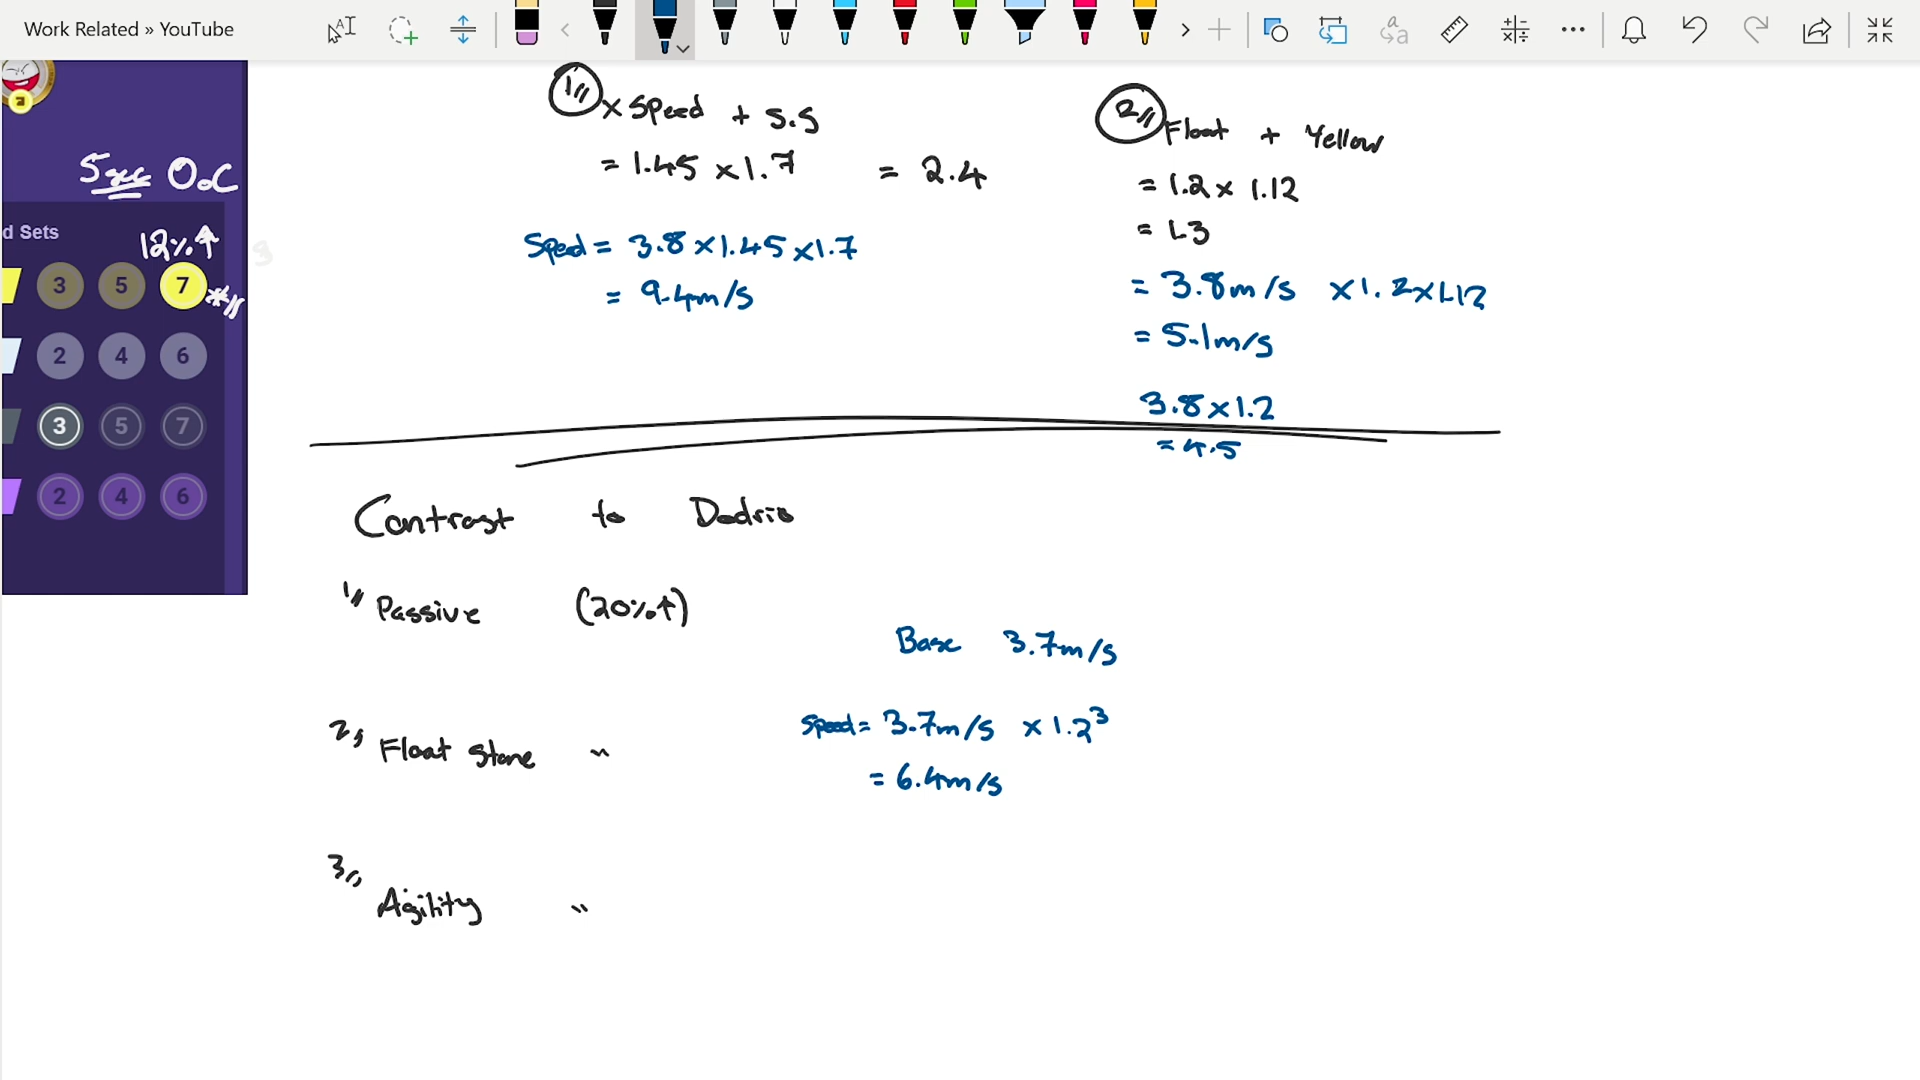 Work Related » YouTube
5sec O.C
d Sets
12%↑
3 5 7
2 4 6
3 5 7
2 4 6
1// x Speed + S.S
= 1.45 x 1.7 = 2.4
Speed = 3.8 x 1.45 x 1.7
= 9.4m/s
2// Float + Yellow
= 1.2 x 1.12
= 1.3
= 3.8m/s x 1.2 x 1.12
= 5.1m/s
3.8 x 1.2
= 4.5
Contrast to Dodrio
1// Passive (20%↑)
Base 3.7m/s
2// Float stone "
Speed = 3.7m/s x 1.2³
= 6.4m/s
3// Agility "